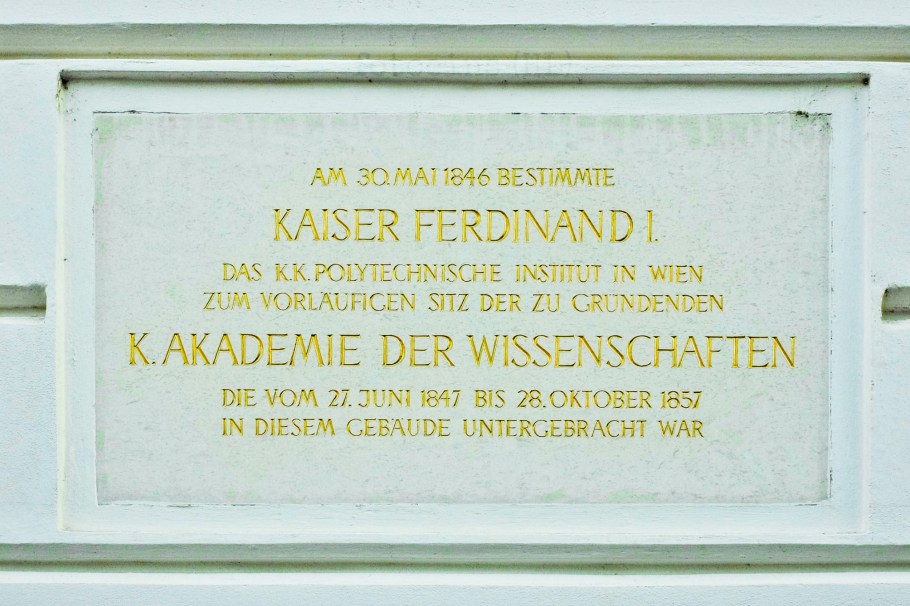 AM 30. MAI 1846 BESTIMMTE
KAISER FERDINAND I.
DAS K.K. POLYTECHNISCHE INSTITUT IN WIEN
ZUM VORLÄUFIGEN SITZ DER ZU GRÜNDENDEN
K. AKADEMIE DER WISSENSCHAFTEN
DIE VOM 27. JUNI 1847 BIS 28. OKTOBER 1857
IN DIESEM GEBÄUDE UNTERGEBRACHT WAR